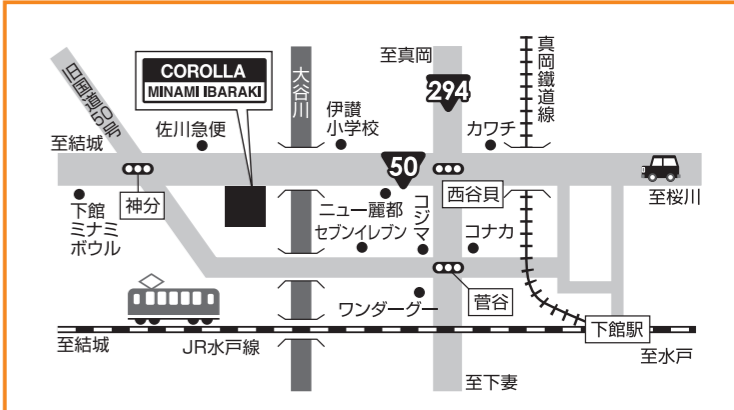 至真岡
真岡鐵道線
COROLLA
MINAMI IBARAKI
大谷川
294
旧国道50号
伊讃
小学校
カワチ
佐川急便
至結城
50
神分
西谷貝
至桜川
下館
ミナミ
ボウル
ニュー麗都
コジマ
セブンイレブン
コナカ
菅谷
ワンダーグー
下館駅
至結城
JR水戸線
至水戸
至下妻